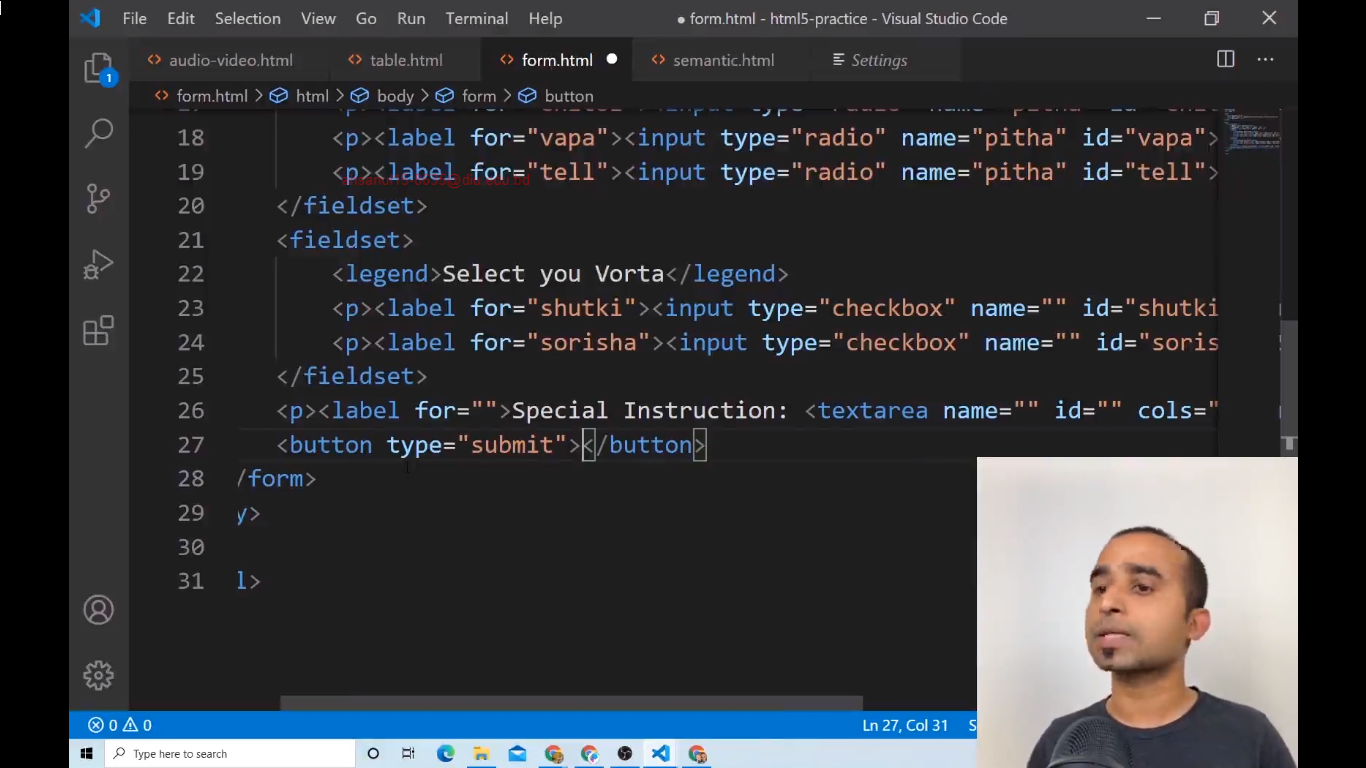 File Edit Selection View Go Run Terminal Help ● form.html - html5-practice - Visual Studio Code
audio-video.html table.html form.html semantic.html Settings
form.html > html > body > form > button
18 <p><label for="vapa"><input type="radio" name="pitha" id="vapa">
19 <p><label for="tell"><input type="radio" name="pitha" id="tell">
20 </fieldset>
21 <fieldset>
22 <legend>Select you Vorta</legend>
23 <p><label for="shutki"><input type="checkbox" name="" id="shutki
24 <p><label for="sorisha"><input type="checkbox" name="" id="soris
25 </fieldset>
26 <p><label for="">Special Instruction: <textarea name="" id="" cols="
27 <button type="submit"></button>
28 /form>
29 y>
30
31 l>
1
0 0 Ln 27, Col 31 S
Type here to search